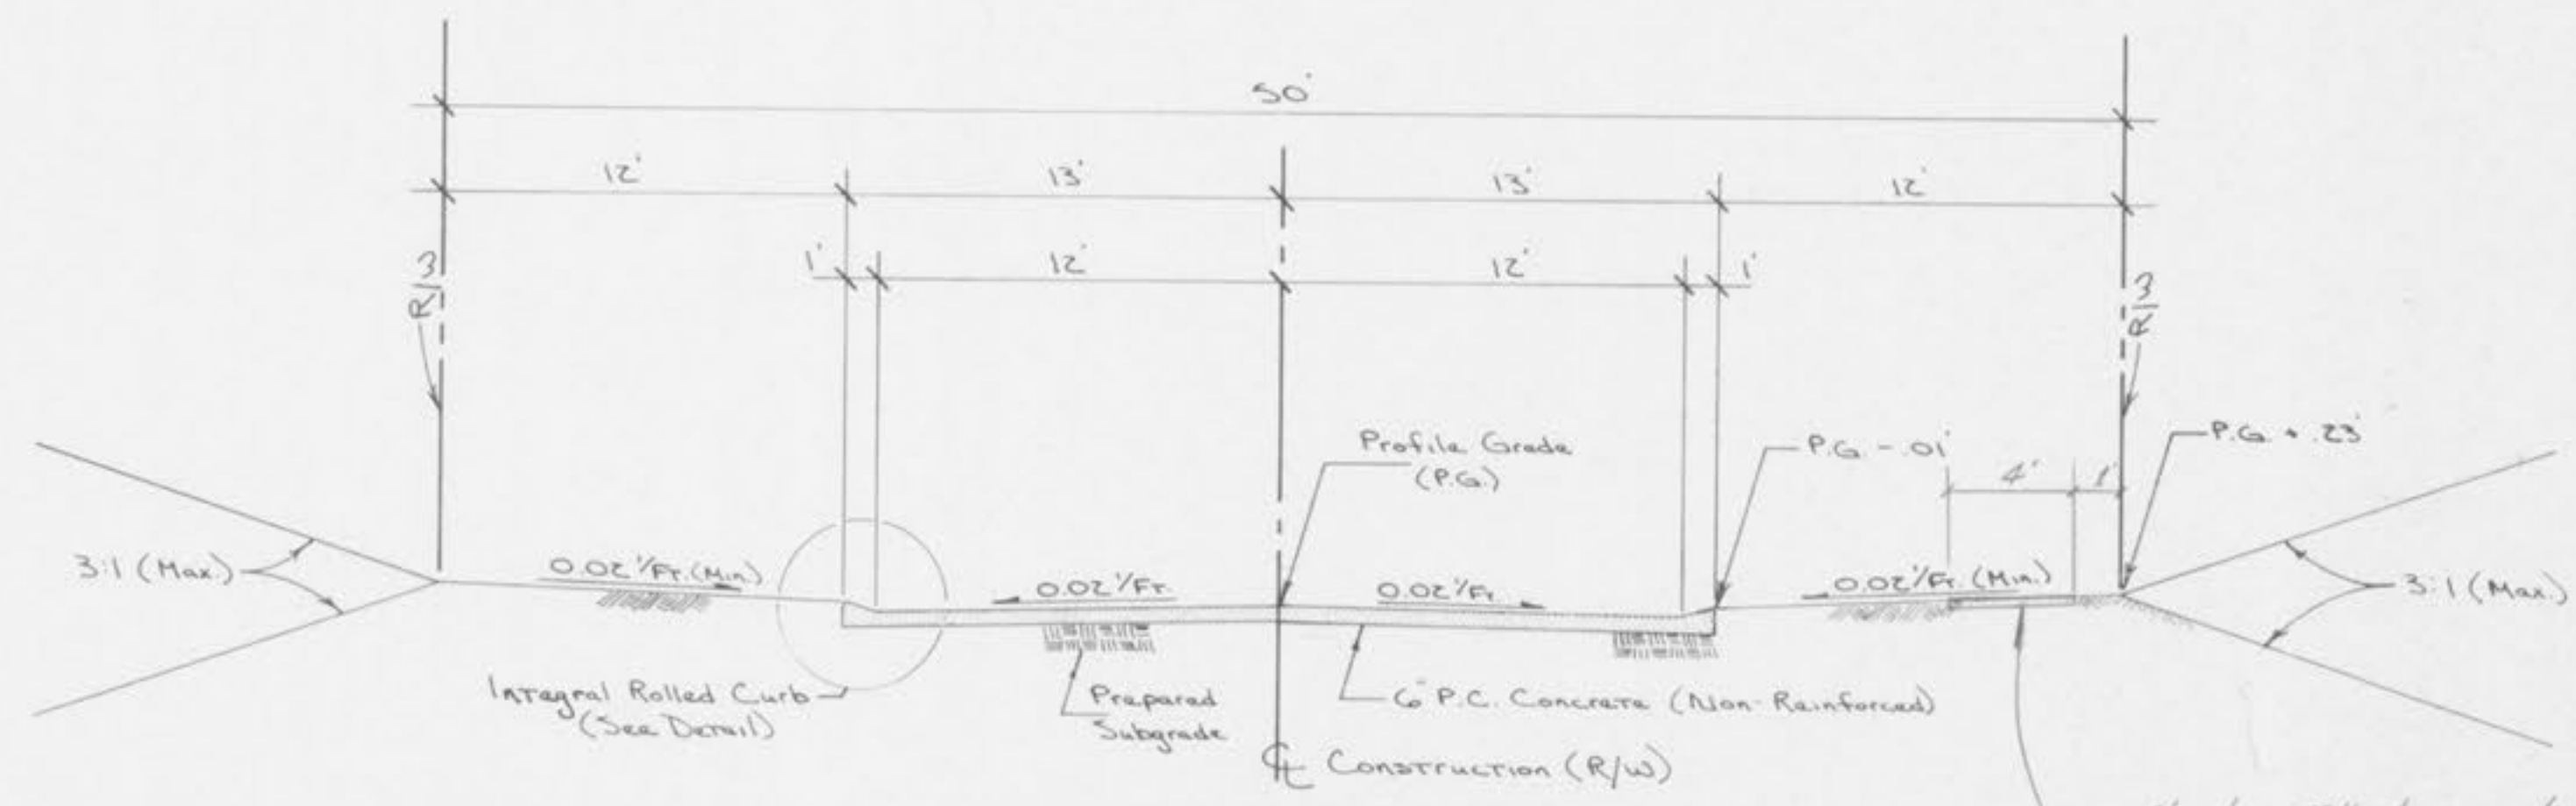 50'
12'
13'
13'
12'
1'
12'
12'
1'
R/W
R/W
Profile Grade
(P.G.)
P.G. - .01'
P.G. + .23'
4'
1'
3:1 (Max.)
0.02'/Ft. (Min.)
0.02'/Ft.
0.02'/Ft.
0.02'/Ft. (Min.)
3:1 (Max.)
Integral Rolled Curb
(See Detail)
Prepared
Subgrade
6" P.C. Concrete (Non-Reinforced)
℄ Construction (R/W)